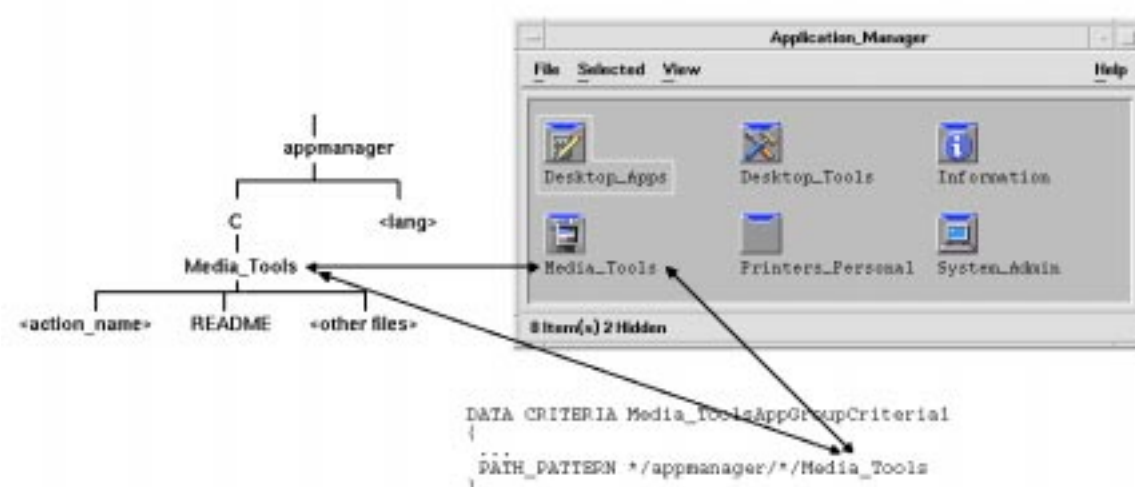 Application_Manager
File Selected View Help
Desktop_Apps Desktop_Tools Information
Media_Tools Printers_Personal System_Admin
8 Item(s) 2 Hidden
appmanager
C <lang>
Media_Tools
<action_name> README <other files>
DATA CRITERIA Media_ToolsAppGroupCriteria1
{
...
PATH_PATTERN */appmanager/*/Media_Tools
}